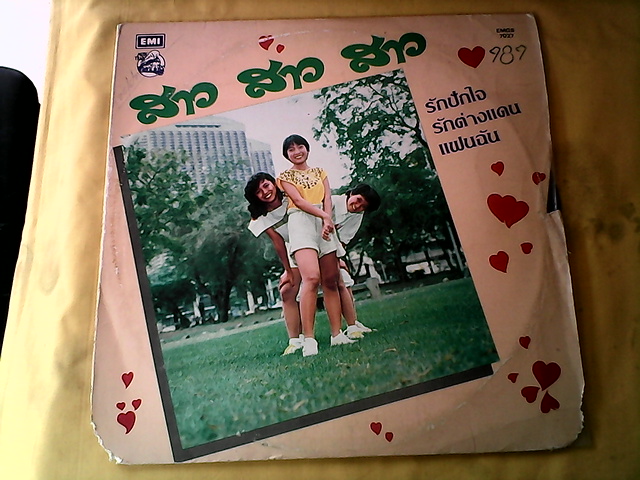 EMI
สาว สาว สาว
989
รักปักใจ
รักต่างแดน
แฟนฉัน